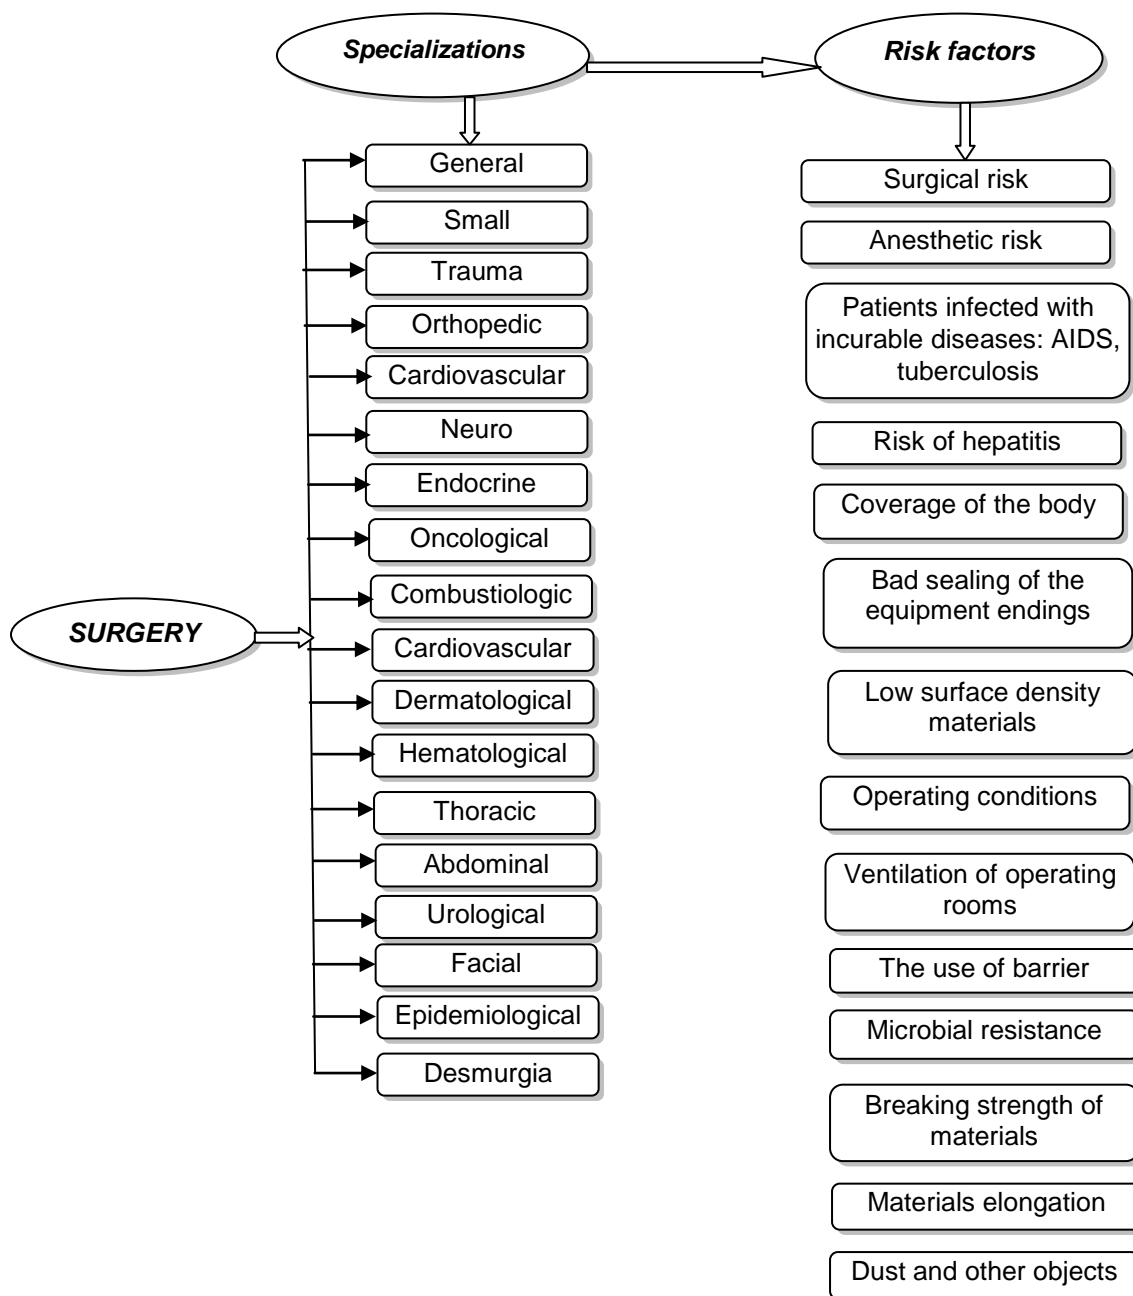 Specializations
Risk factors
SURGERY
General
Small
Trauma
Orthopedic
Cardiovascular
Neuro
Endocrine
Oncological
Combustiologic
Cardiovascular
Dermatological
Hematological
Thoracic
Abdominal
Urological
Facial
Epidemiological
Desmurgia
Surgical risk
Anesthetic risk
Patients infected with
incurable diseases: AIDS,
tuberculosis
Risk of hepatitis
Coverage of the body
Bad sealing of the
equipment endings
Low surface density
materials
Operating conditions
Ventilation of operating
rooms
The use of barrier
Microbial resistance
Breaking strength of
materials
Materials elongation
Dust and other objects